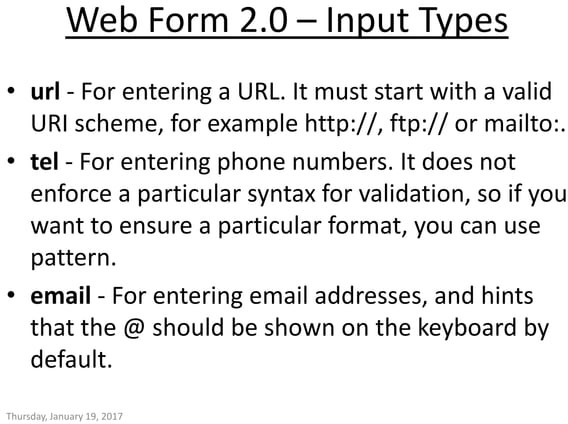 Web Form 2.0 – Input Types
• url - For entering a URL. It must start with a valid
URI scheme, for example http://, ftp:// or mailto:.
• tel - For entering phone numbers. It does not
enforce a particular syntax for validation, so if you
want to ensure a particular format, you can use
pattern.
• email - For entering email addresses, and hints
that the @ should be shown on the keyboard by
default.
Thursday, January 19, 2017